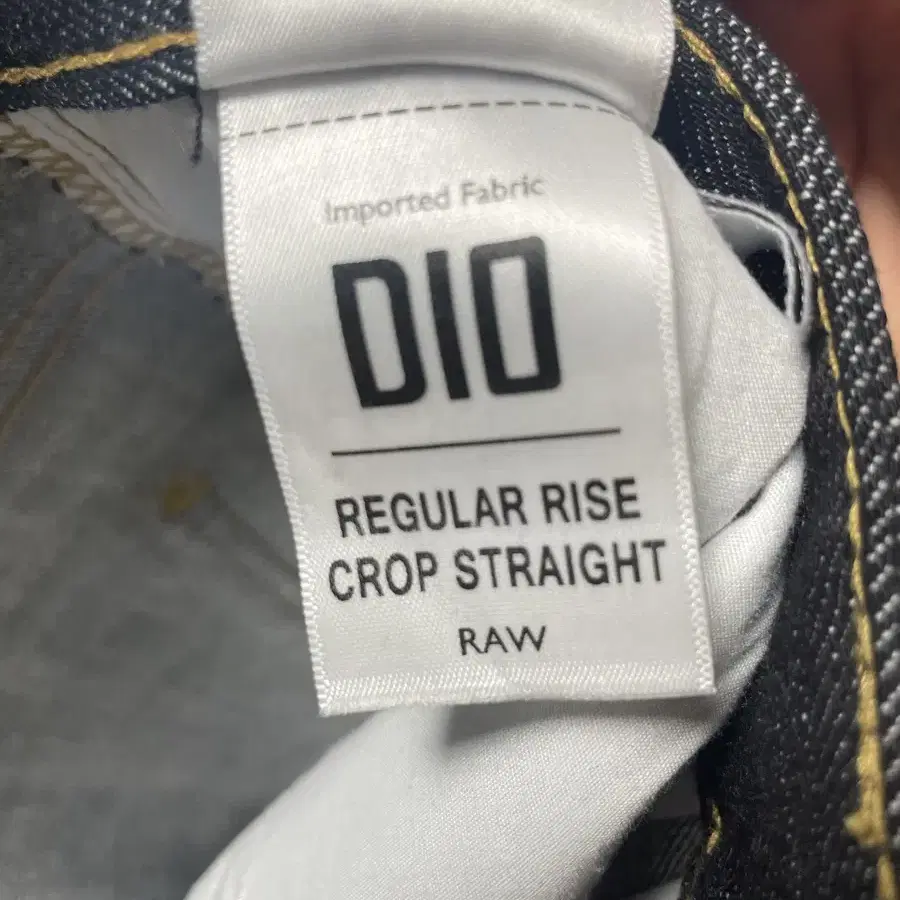 Imported Fabric
DIO
REGULAR RISE
CROP STRAIGHT
RAW